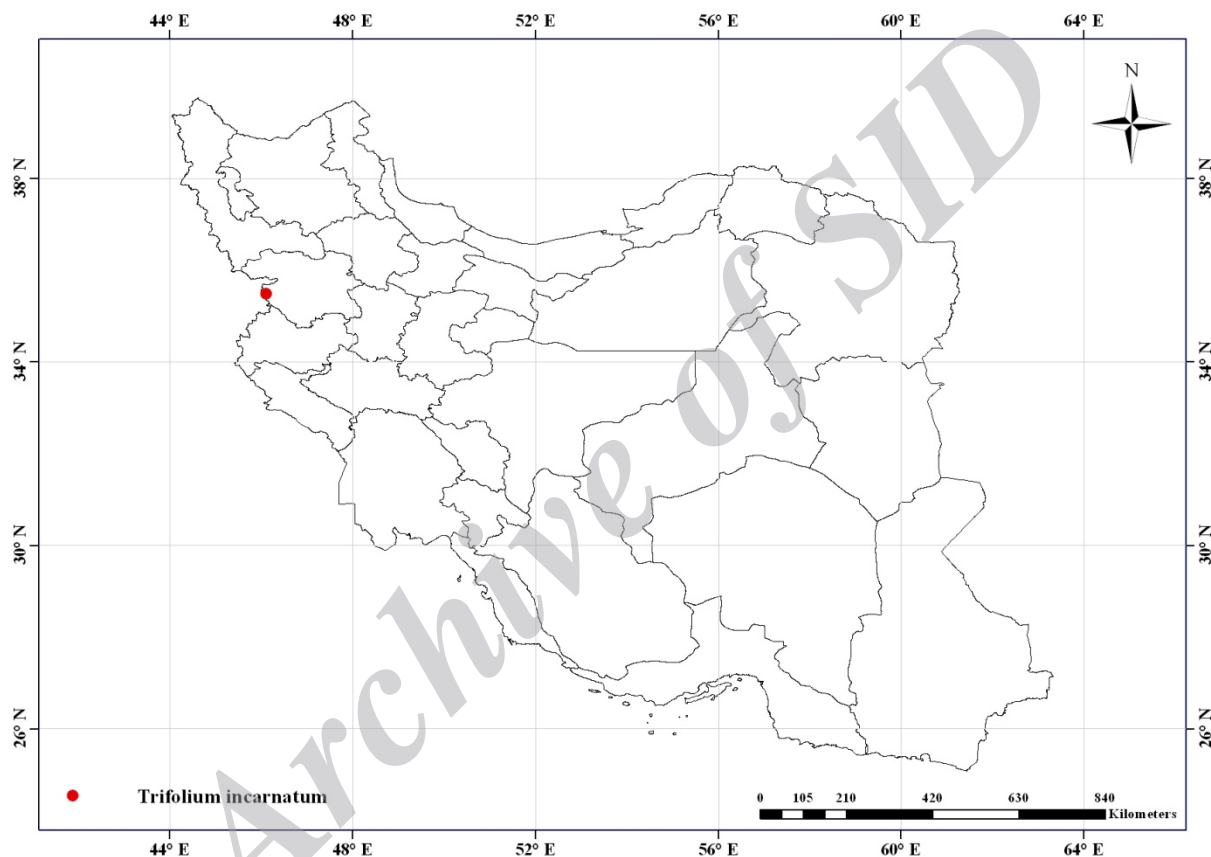 44° E 48° E 52° E 56° E 60° E 64° E
N
38° N 38° N
34° N 34° N
30° N 30° N
26° N 26° N
Archive of SID
Trifolium incarnatum
0 105 210 420 630 840
Kilometers
44° E 48° E 52° E 56° E 60° E 64° E